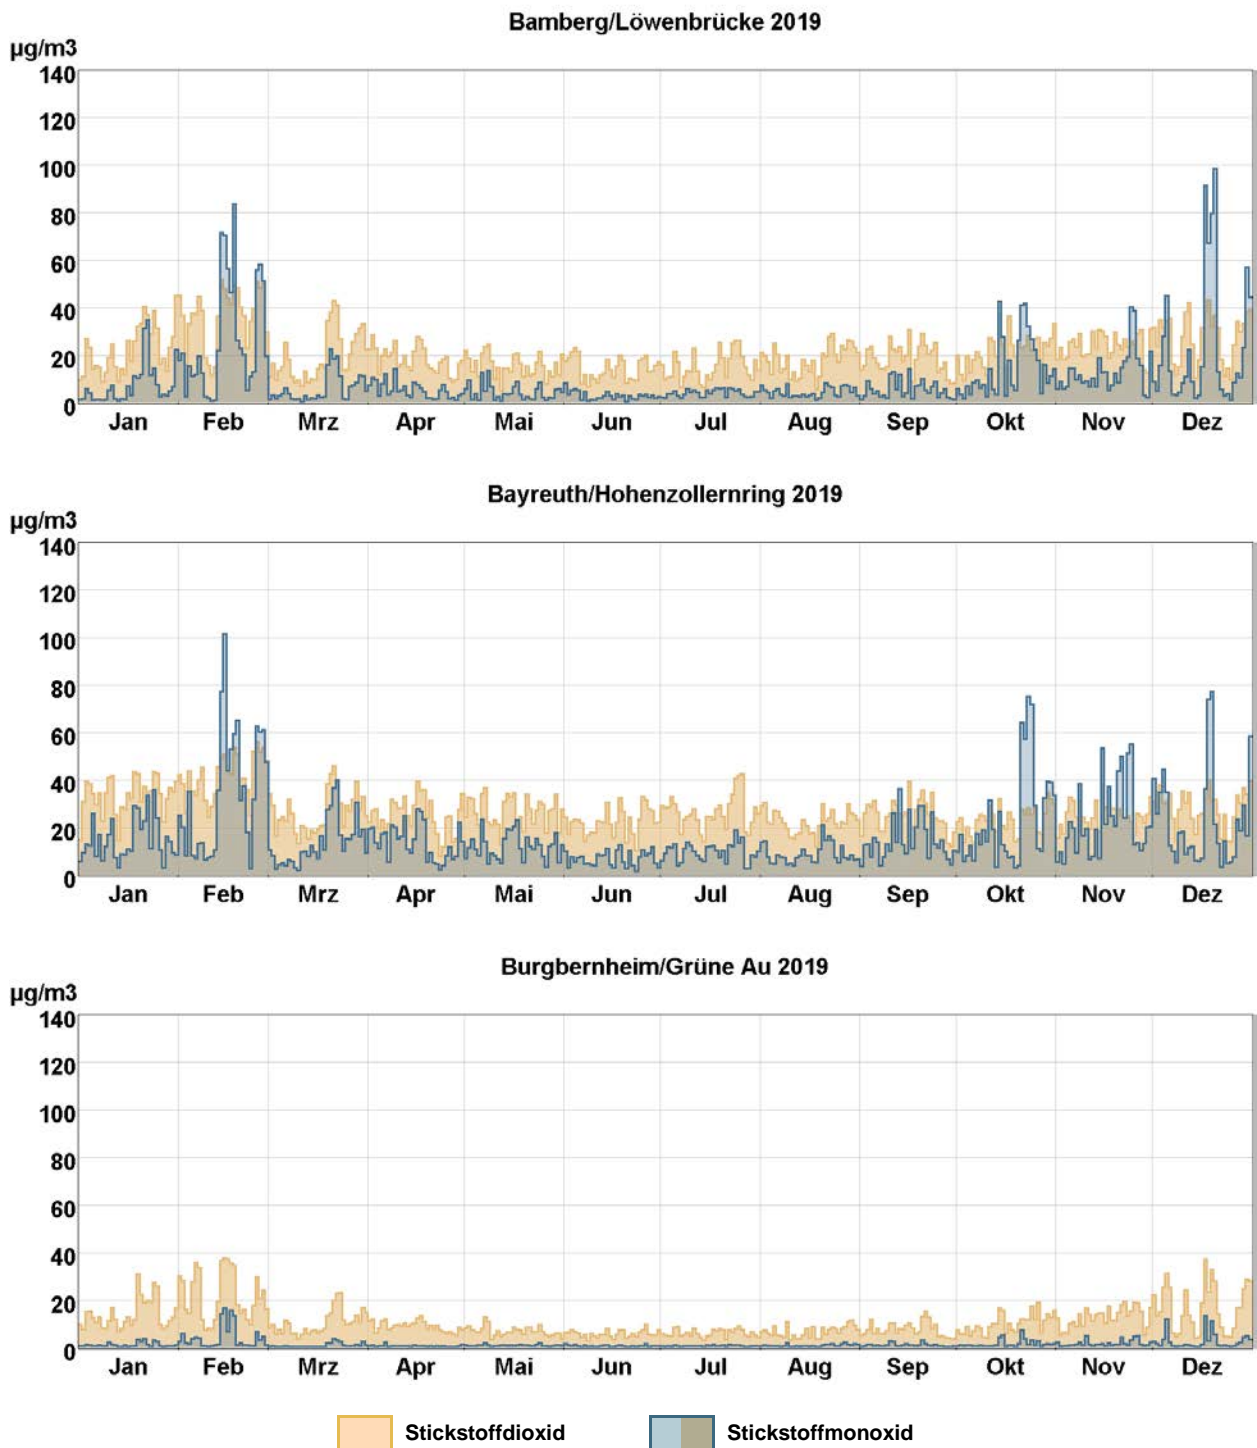 Bamberg/Löwenbrücke 2019
µg/m3
140
120
100
80
60
40
20
0
Jan Feb Mrz Apr Mai Jun Jul Aug Sep Okt Nov Dez
Bayreuth/Hohenzollernring 2019
µg/m3
140
120
100
80
60
40
20
0
Jan Feb Mrz Apr Mai Jun Jul Aug Sep Okt Nov Dez
Burgbernheim/Grüne Au 2019
µg/m3
140
120
100
80
60
40
20
0
Jan Feb Mrz Apr Mai Jun Jul Aug Sep Okt Nov Dez
Stickstoffdioxid Stickstoffmonoxid